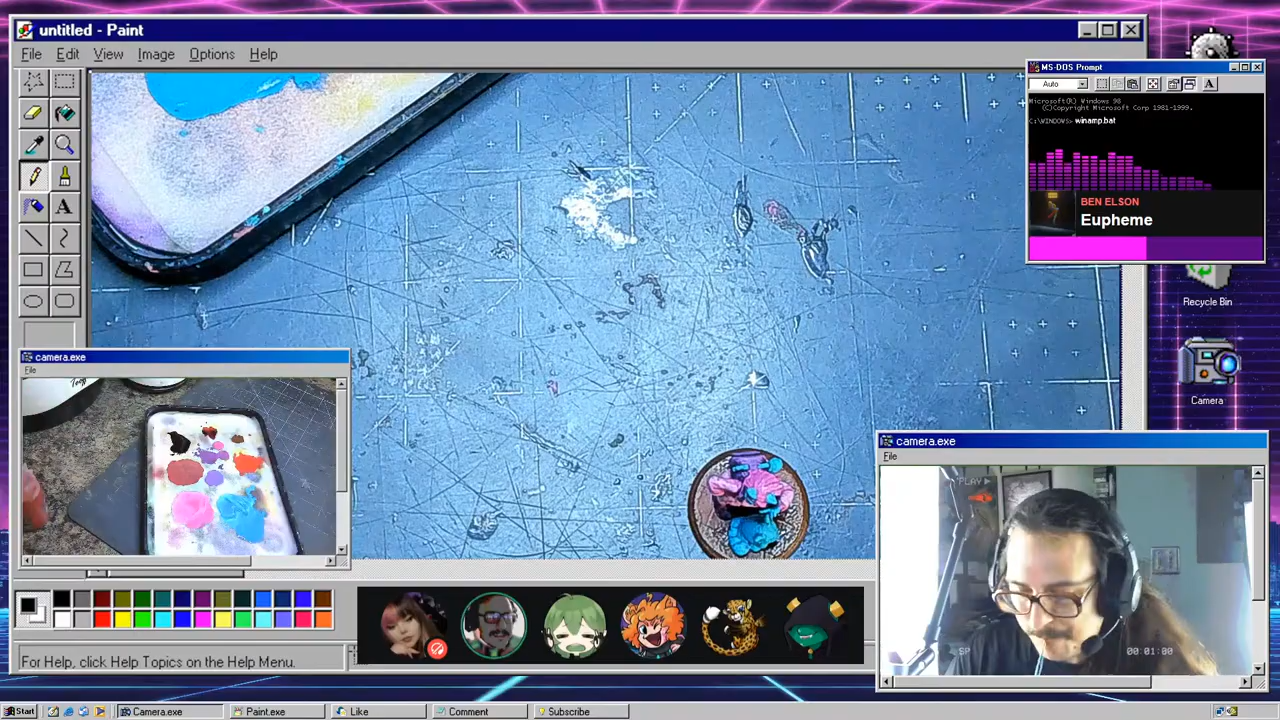 untitled - Paint
File Edit View Image Options Help
MS-DOS Prompt
Auto
A
Microsoft(R) Windows 98
(C)Copyright Microsoft Corp 1981-1999.
C:\WINDOWS> winamp.bat
BEN ELSON
Eupheme
Recycle Bin
Camera
A
camera.exe
File
camera.exe
File
PLAY
SP 00:01:00
For Help, click Help Topics on the Help Menu.
Start Camera.exe Paint.exe Like Comment Subscribe